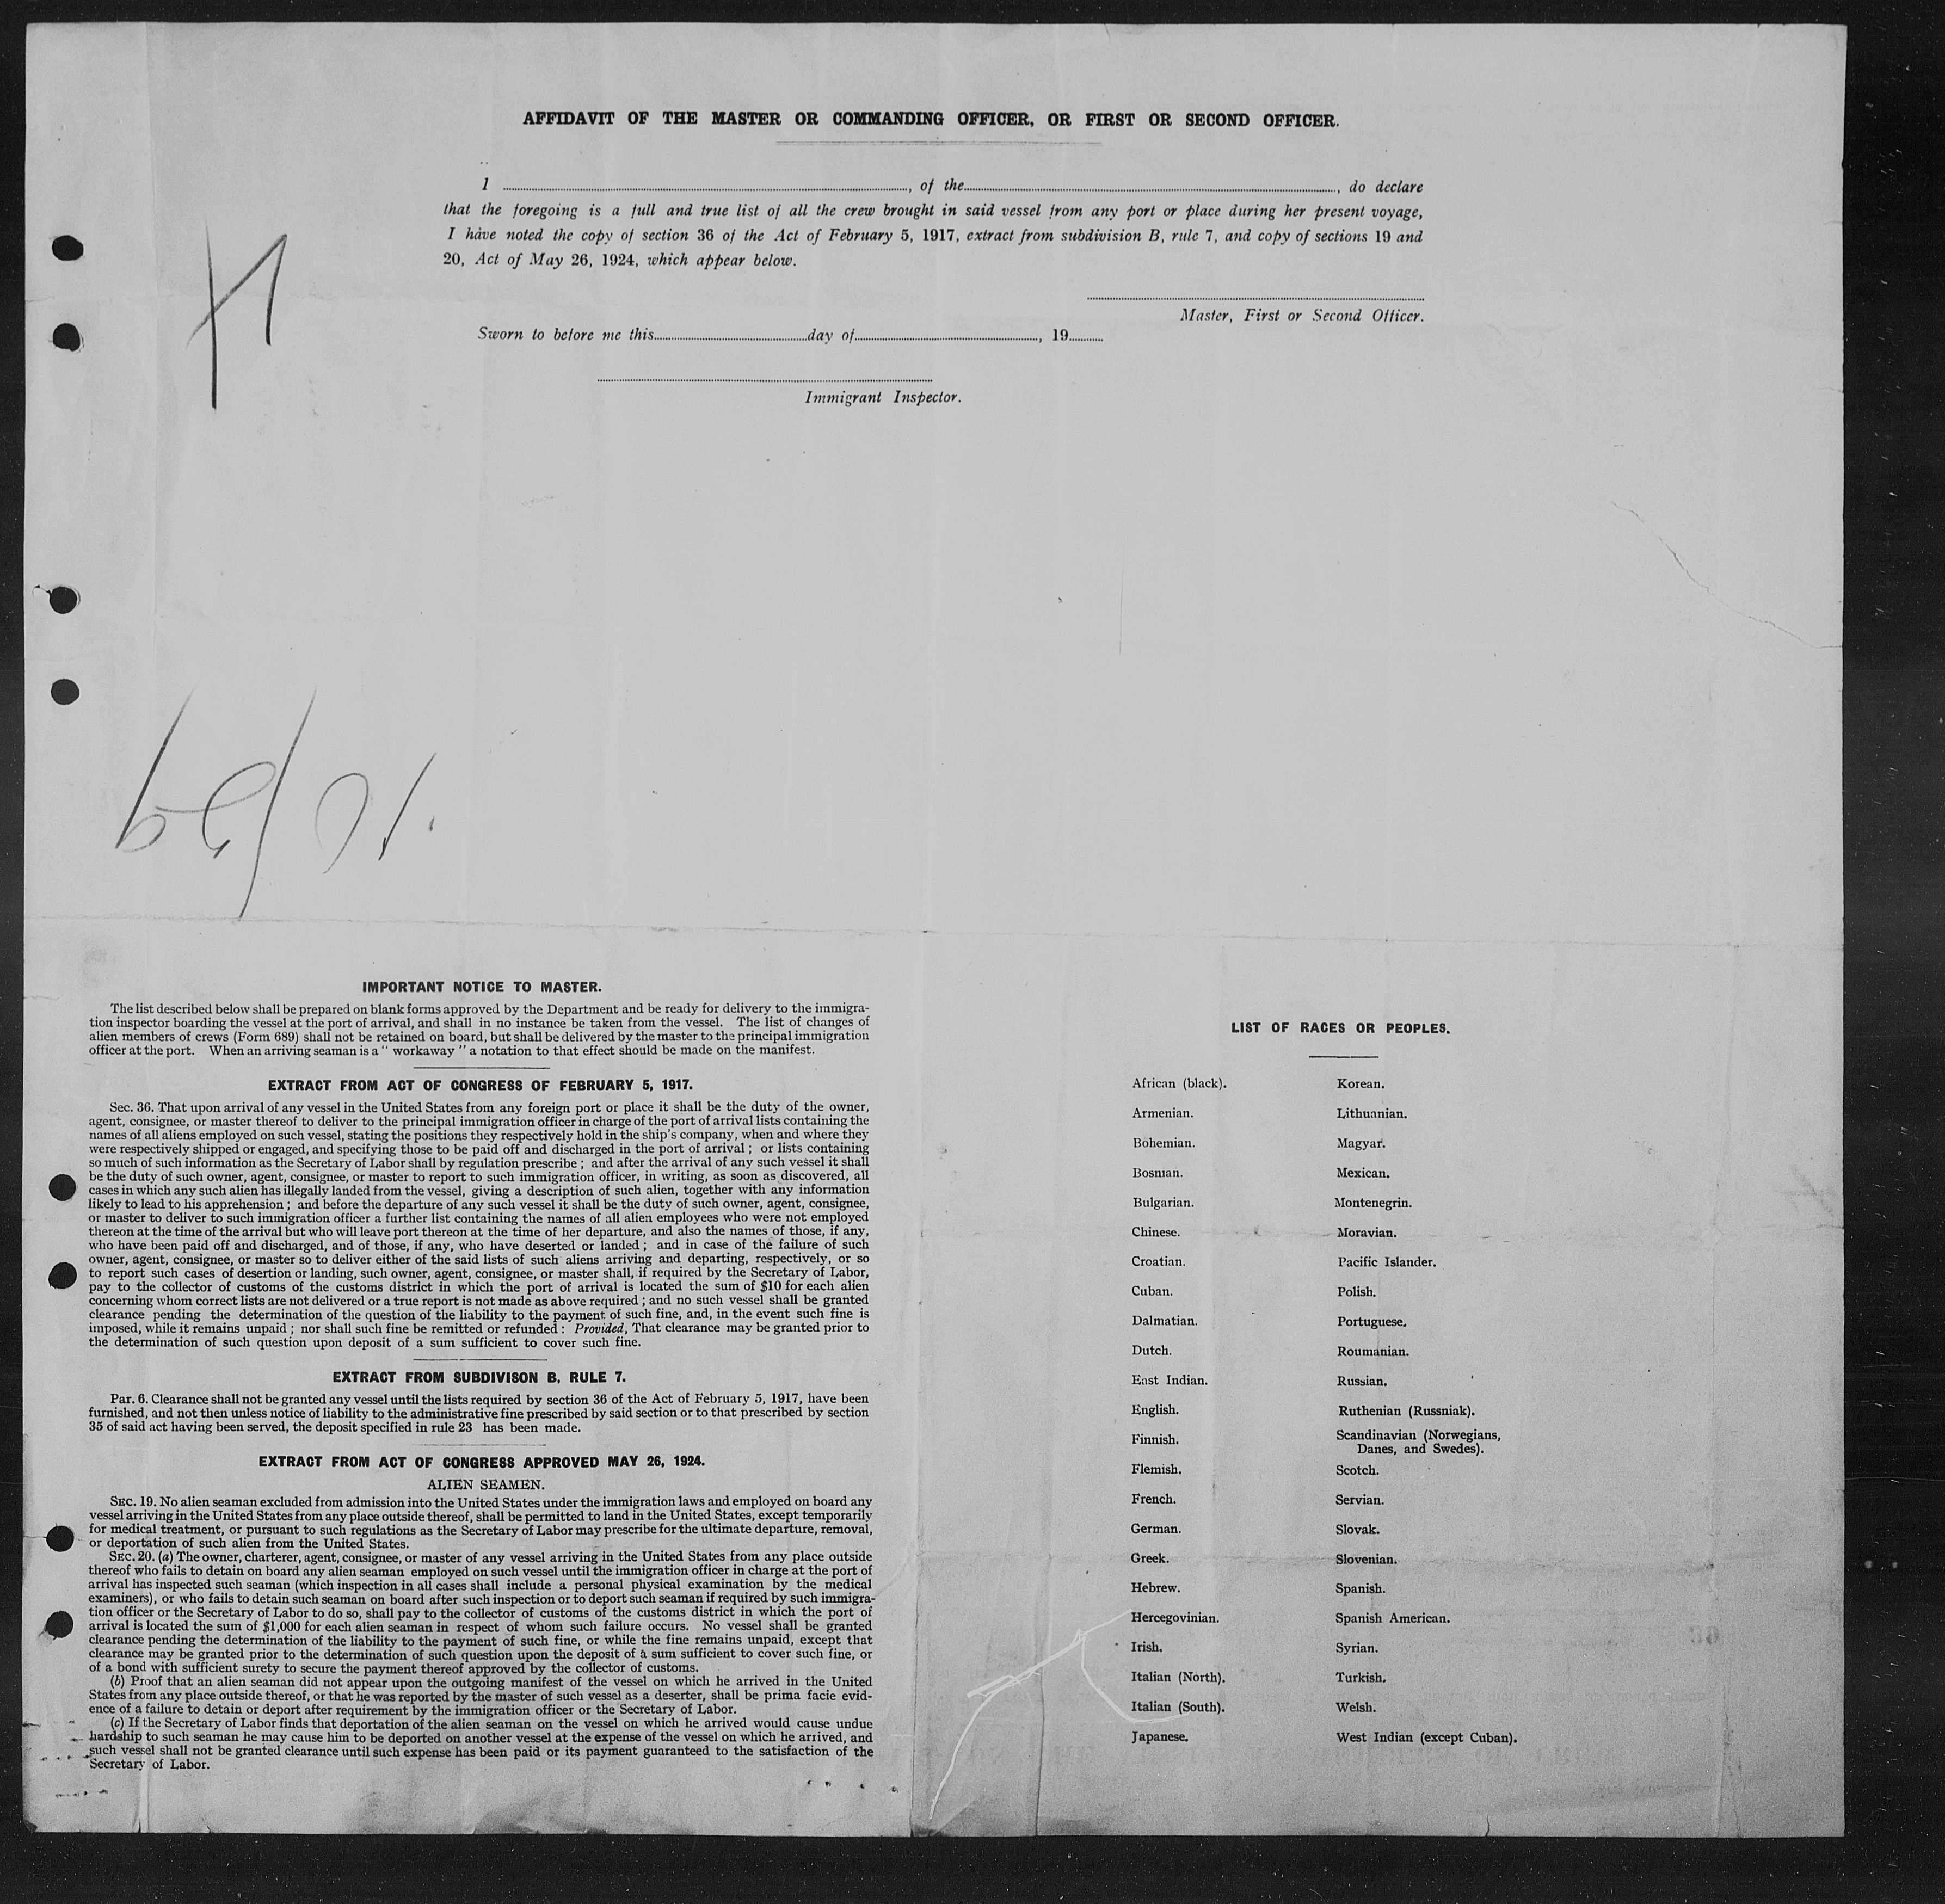 AFFIDAVIT OF THE MASTER OR COMMANDING OFFICER, OR FIRST OR SECOND OFFICER.
I ............, of the............, do declare
that the foregoing is a full and true list of all the crew brought in said vessel from any port or place during her present voyage,
I have noted the copy of section 36 of the Act of February 5, 1917, extract from subdivision B, rule 7, and copy of sections 19 and
20, Act of May 26, 1924, which appear below.
Master, First or Second Officer.
Sworn to before me this............day of............, 19......
Immigrant Inspector.
IMPORTANT NOTICE TO MASTER.
The list described below shall be prepared on blank forms approved by the Department and be ready for delivery to the immigra-
tion inspector boarding the vessel at the port of arrival, and shall in no instance be taken from the vessel. The list of changes of
alien members of crews (Form 689) shall not be retained on board, but shall be delivered by the master to the principal immigration
officer at the port. When an arriving seaman is a " workaway " a notation to that effect should be made on the manifest.
EXTRACT FROM ACT OF CONGRESS OF FEBRUARY 5, 1917.
Sec. 36. That upon arrival of any vessel in the United States from any foreign port or place it shall be the duty of the owner,
agent, consignee, or master thereof to deliver to the principal immigration officer in charge of the port of arrival lists containing the
names of all aliens employed on such vessel, stating the positions they respectively hold in the ship's company, when and where they
were respectively shipped or engaged, and specifying those to be paid off and discharged in the port of arrival ; or lists containing
so much of such information as the Secretary of Labor shall by regulation prescribe ; and after the arrival of any such vessel it shall
be the duty of such owner, agent, consignee, or master to report to such immigration officer, in writing, as soon as discovered, all
cases in which any such alien has illegally landed from the vessel, giving a description of such alien, together with any information
likely to lead to his apprehension ; and before the departure of any such vessel it shall be the duty of such owner, agent, consignee,
or master to deliver to such immigration officer a further list containing the names of all alien employees who were not employed
thereon at the time of the arrival but who will leave port thereon at the time of her departure, and also the names of those, if any,
who have been paid off and discharged, and of those, if any, who have deserted or landed ; and in case of the failure of such
owner, agent, consignee, or master so to deliver either of the said lists of such aliens arriving and departing, respectively, or so
to report such cases of desertion or landing, such owner, agent, consignee, or master shall, if required by the Secretary of Labor,
pay to the collector of customs of the customs district in which the port of arrival is located the sum of $10 for each alien
concerning whom correct lists are not delivered or a true report is not made as above required ; and no such vessel shall be granted
clearance pending the determination of the question of the liability to the payment of such fine, and, in the event such fine is
imposed, while it remains unpaid ; nor shall such fine be remitted or refunded : Provided, That clearance may be granted prior to
the determination of such question upon deposit of a sum sufficient to cover such fine.
EXTRACT FROM SUBDIVISON B, RULE 7.
Par. 6. Clearance shall not be granted any vessel until the lists required by section 36 of the Act of February 5, 1917, have been
furnished, and not then unless notice of liability to the administrative fine prescribed by said section or to that prescribed by section
35 of said act having been served, the deposit specified in rule 23 has been made.
EXTRACT FROM ACT OF CONGRESS APPROVED MAY 26, 1924.
ALIEN SEAMEN.
SEC. 19. No alien seaman excluded from admission into the United States under the immigration laws and employed on board any
vessel arriving in the United States from any place outside thereof, shall be permitted to land in the United States, except temporarily
for medical treatment, or pursuant to such regulations as the Secretary of Labor may prescribe for the ultimate departure, removal,
or deportation of such alien from the United States.
SEC. 20. (a) The owner, charterer, agent, consignee, or master of any vessel arriving in the United States from any place outside
thereof who fails to detain on board any alien seaman employed on such vessel until the immigration officer in charge at the port of
arrival has inspected such seaman (which inspection in all cases shall include a personal physical examination by the medical
examiners), or who fails to detain such seaman on board after such inspection or to deport such seaman if required by such immigra-
tion officer or the Secretary of Labor to do so, shall pay to the collector of customs of the customs district in which the port of
arrival is located the sum of $1,000 for each alien seaman in respect of whom such failure occurs. No vessel shall be granted
clearance pending the determination of the liability to the payment of such fine, or while the fine remains unpaid, except that
clearance may be granted prior to the determination of such question upon the deposit of a sum sufficient to cover such fine, or
of a bond with sufficient surety to secure the payment thereof approved by the collector of customs.
(b) Proof that an alien seaman did not appear upon the outgoing manifest of the vessel on which he arrived in the United
States from any place outside thereof, or that he was reported by the master of such vessel as a deserter, shall be prima facie evid-
ence of a failure to detain or deport after requirement by the immigration officer or the Secretary of Labor.
(c) If the Secretary of Labor finds that deportation of the alien seaman on the vessel on which he arrived would cause undue
hardship to such seaman he may cause him to be deported on another vessel at the expense of the vessel on which he arrived, and
such vessel shall not be granted clearance until such expense has been paid or its payment guaranteed to the satisfaction of the
Secretary of Labor.
LIST OF RACES OR PEOPLES.
African (black).
Armenian.
Bohemian.
Bosnian.
Bulgarian.
Chinese.
Croatian.
Cuban.
Dalmatian.
Dutch.
East Indian.
English.
Finnish.
Flemish.
French.
German.
Greek.
Hebrew.
Hercegovinian.
Irish.
Italian (North).
Italian (South).
Japanese.
Korean.
Lithuanian.
Magyar.
Mexican.
Montenegrin.
Moravian.
Pacific Islander.
Polish.
Portuguese.
Roumanian.
Russian.
Ruthenian (Russniak).
Scandinavian (Norwegians,
Danes, and Swedes).
Scotch.
Servian.
Slovak.
Slovenian.
Spanish.
Spanish American.
Syrian.
Turkish.
Welsh.
West Indian (except Cuban).